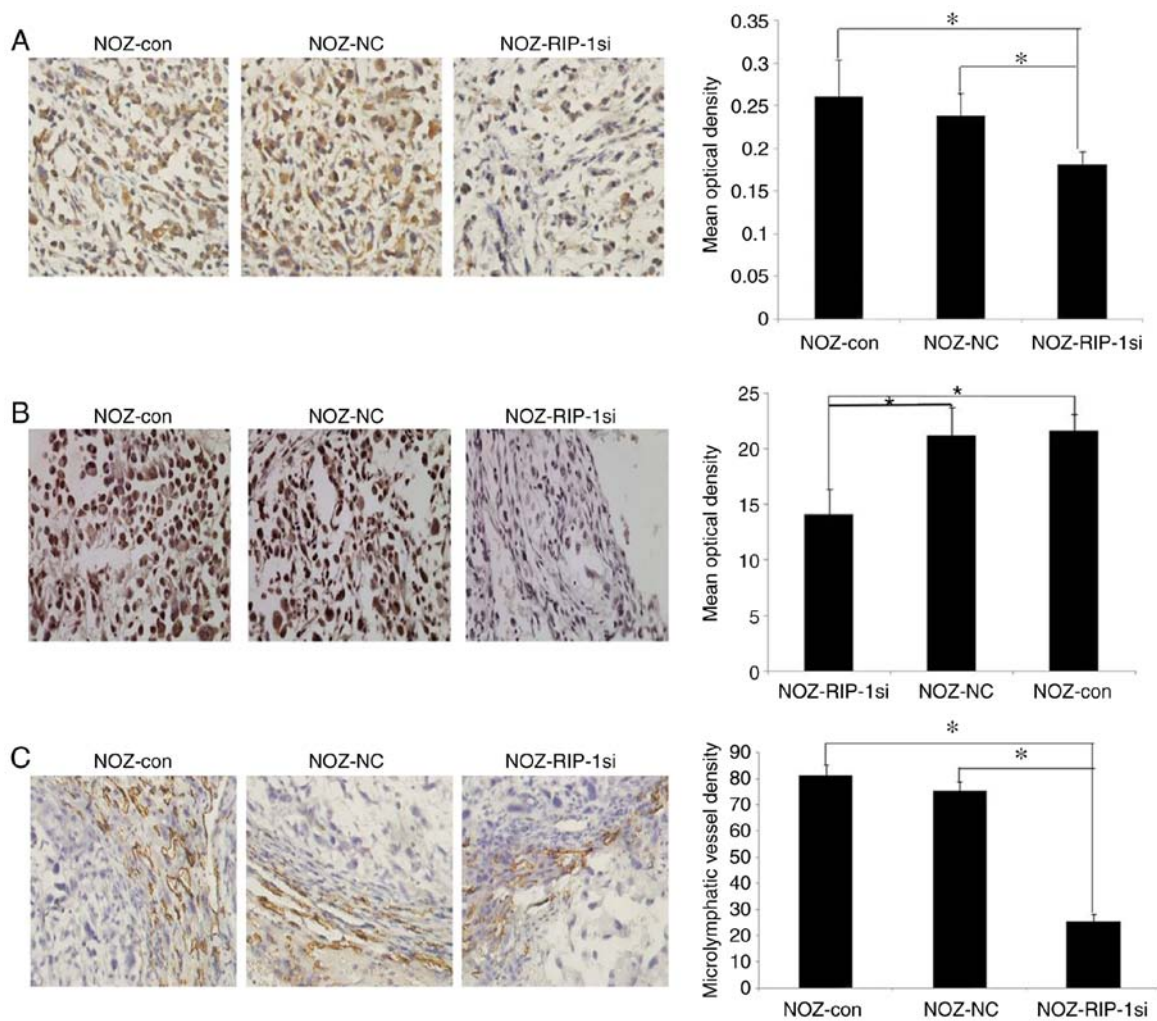 A
NOZ-con NOZ-NC NOZ-RIP-1si
Mean optical density
0.35
0.3
0.25
0.2
0.15
0.1
0.05
0
*
*
NOZ-con NOZ-NC NOZ-RIP-1si
B
NOZ-con NOZ-NC NOZ-RIP-1si
Mean optical density
25
20
15
10
5
0
*
*
NOZ-RIP-1si NOZ-NC NOZ-con
C
NOZ-con NOZ-NC NOZ-RIP-1si
Microlymphatic vessel density
90
80
70
60
50
40
30
20
10
0
*
*
NOZ-con NOZ-NC NOZ-RIP-1si